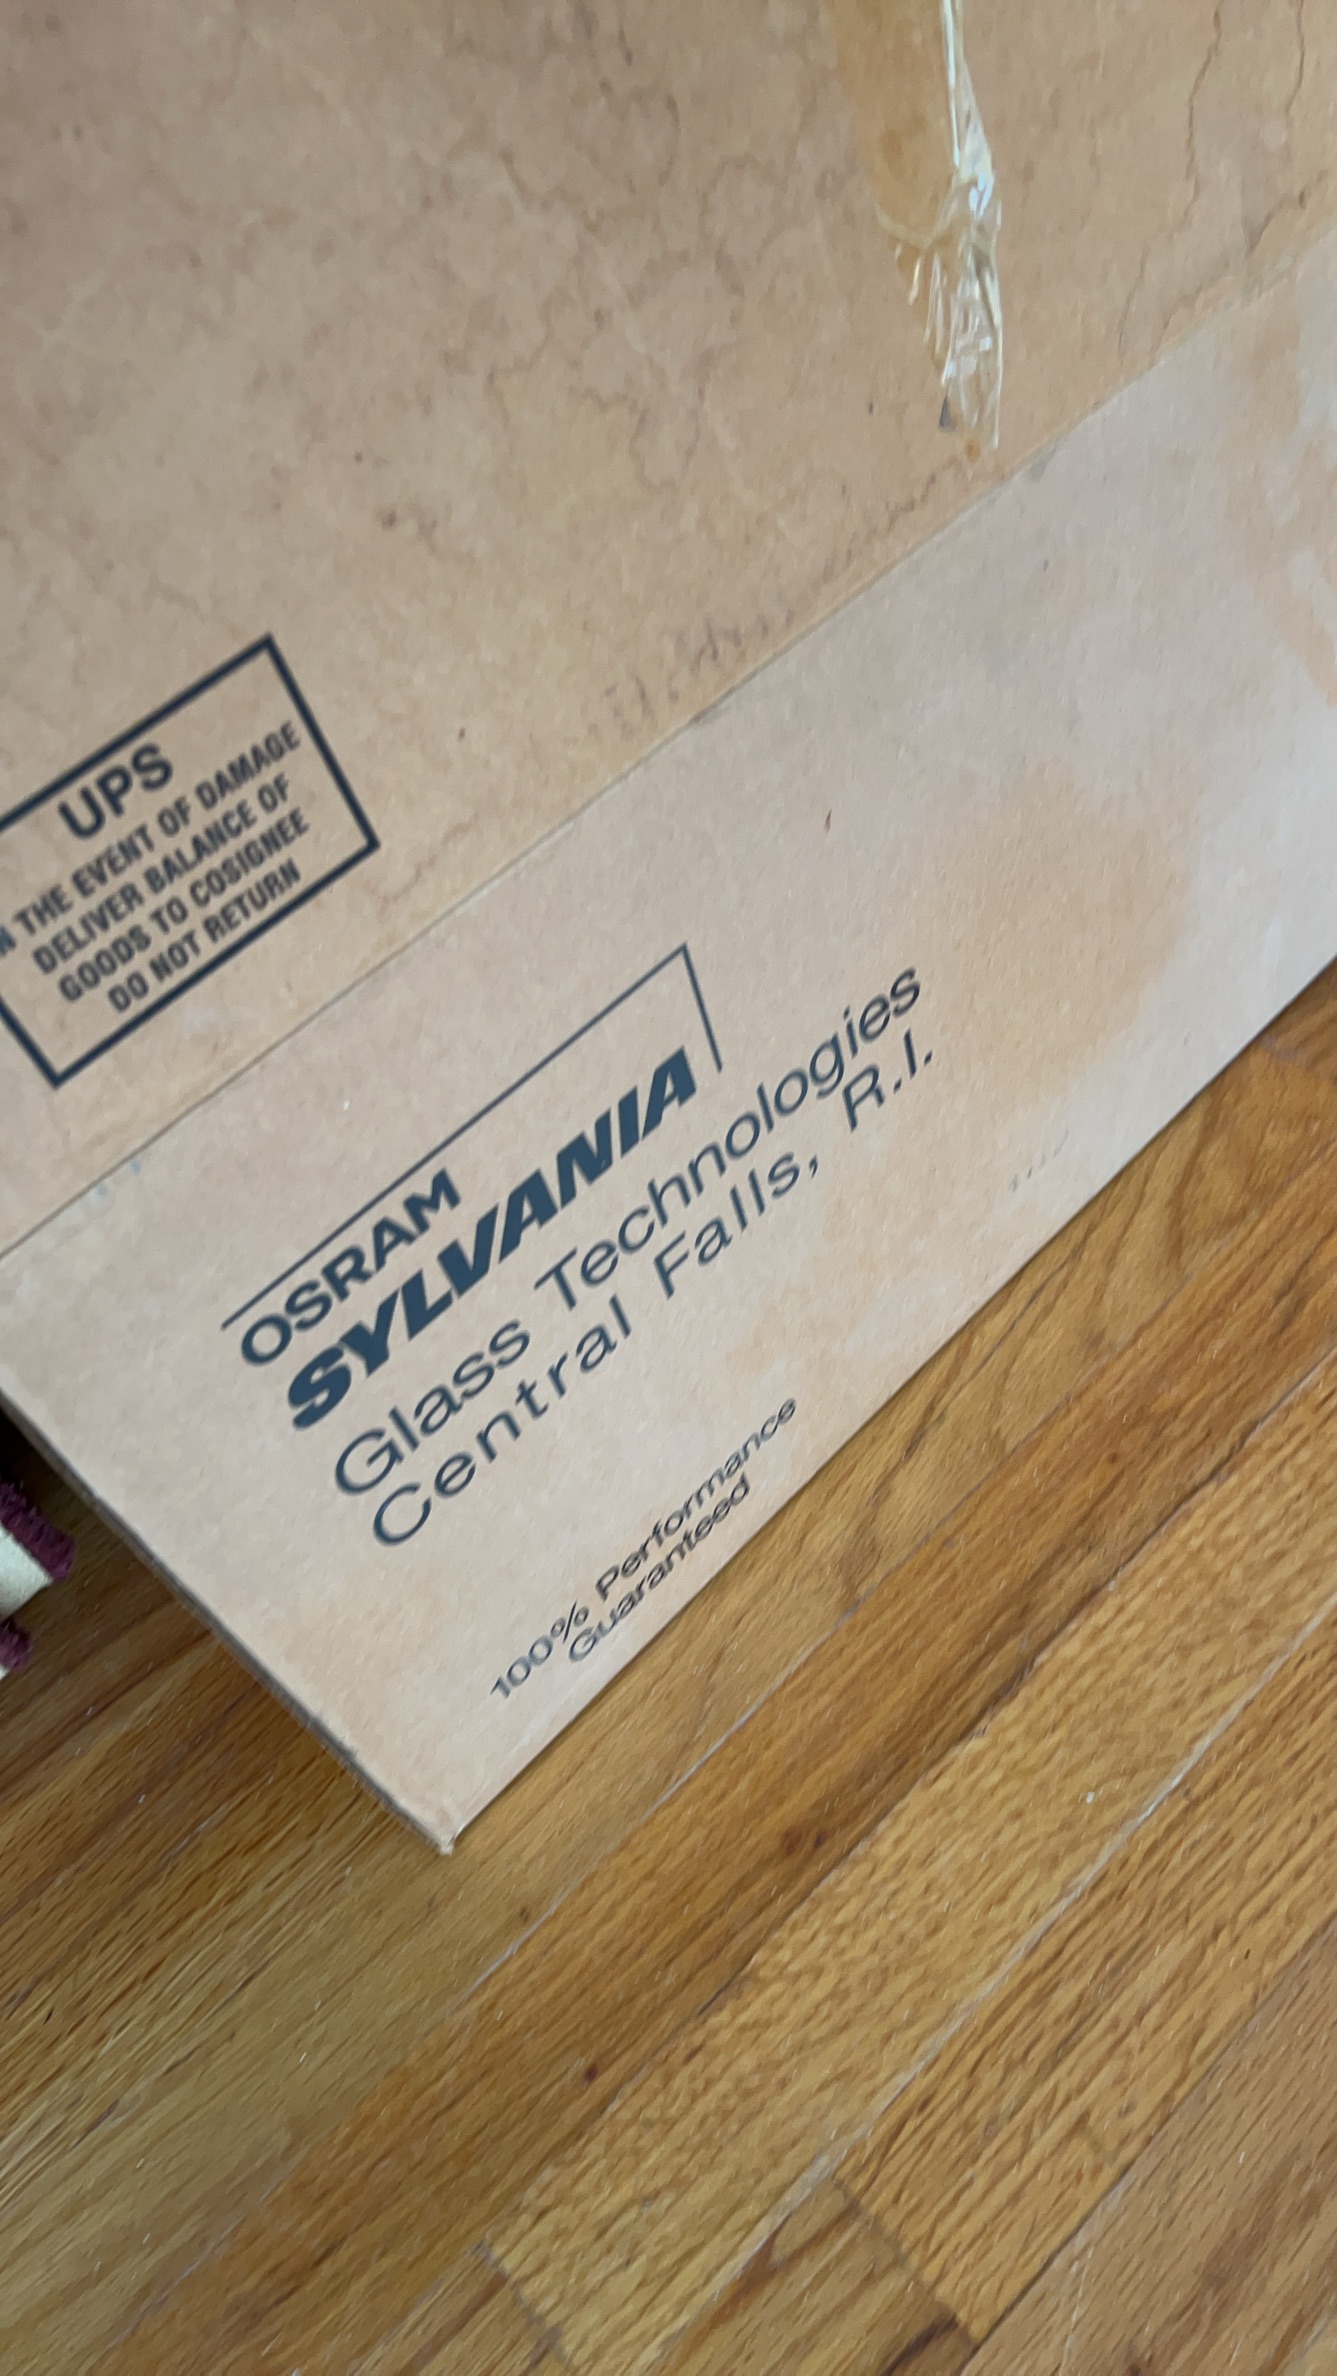 UPS
THE EVENT OF DAMAGE
DELIVER BALANCE OF
GOODS TO COSIGNEE
DO NOT RETURN
OSRAM
SYLVANIA
Glass Technologies
Central Falls, R.I.
100% Performance
Guaranteed